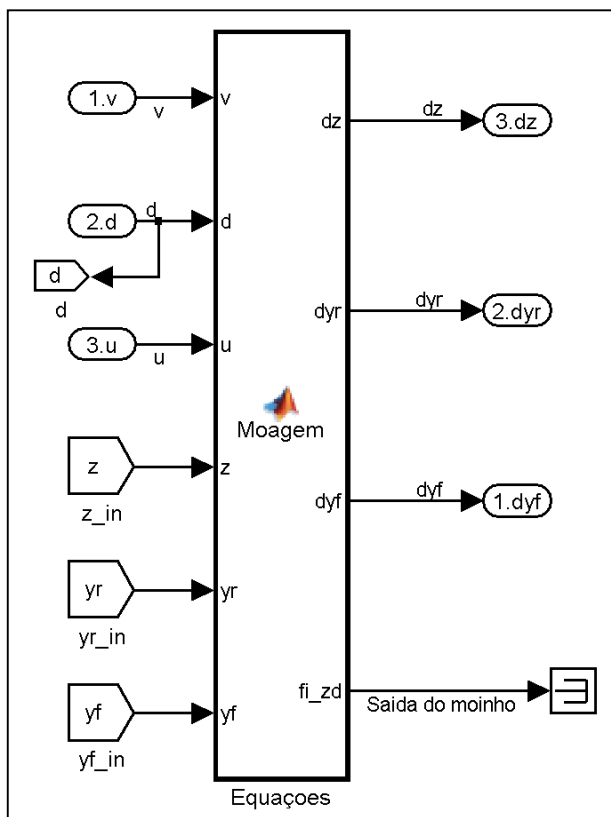 1.v
v
v
dz
dz
3.dz
2.d
d
d
d
d
3.u
u
u
dyr
dyr
2.dyr
Moagem
z
z_in
z
dyf
dyf
1.dyf
yr
yr_in
yr
yf
yf_in
yf
fi_zd
Saida do moinho
Equaçoes